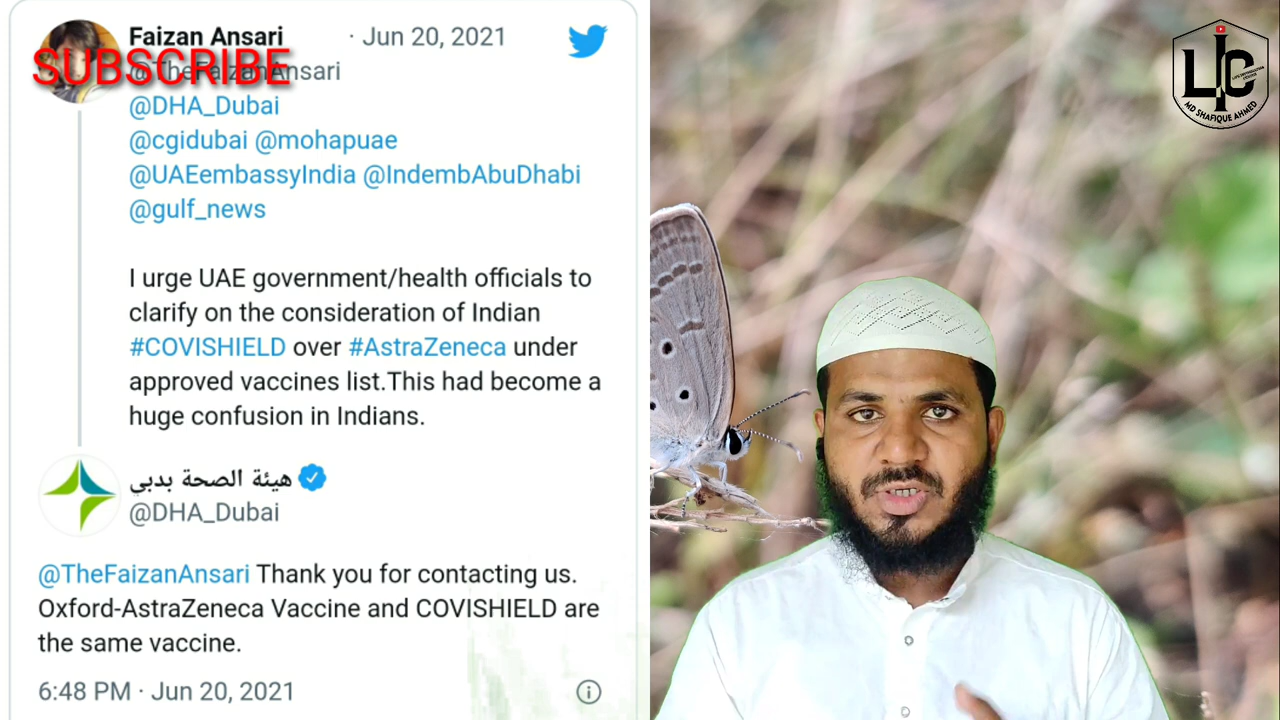 Faizan Ansari · Jun 20, 2021
SUBSCRIBE
@TheFaizanAnsari
@DHA_Dubai
@cgidubai @mohapuae
@UAEembassyIndia @IndembAbuDhabi
@gulf_news
I urge UAE government/health officials to
clarify on the consideration of Indian
#COVISHIELD over #AstraZeneca under
approved vaccines list.This had become a
huge confusion in Indians.
هيئة الصحة بدبي
@DHA_Dubai
@TheFaizanAnsari Thank you for contacting us.
Oxford-AstraZeneca Vaccine and COVISHIELD are
the same vaccine.
6:48 PM · Jun 20, 2021
LIC
MD SHAFIQUE AHMED